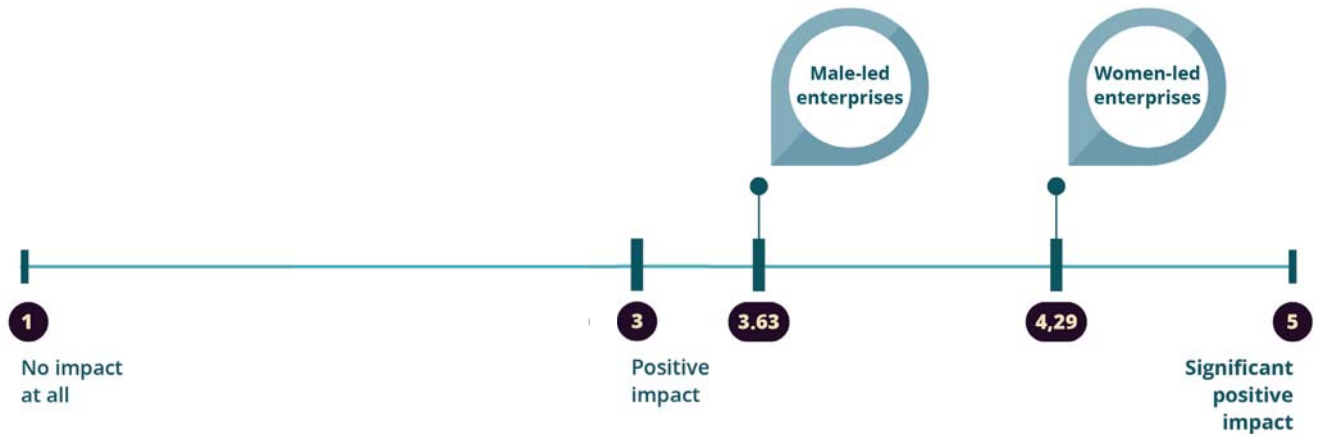 Male-led
enterprises
Women-led
enterprises
1
3
3.63
4,29
5
No impact
at all
Positive
impact
Significant
positive
impact